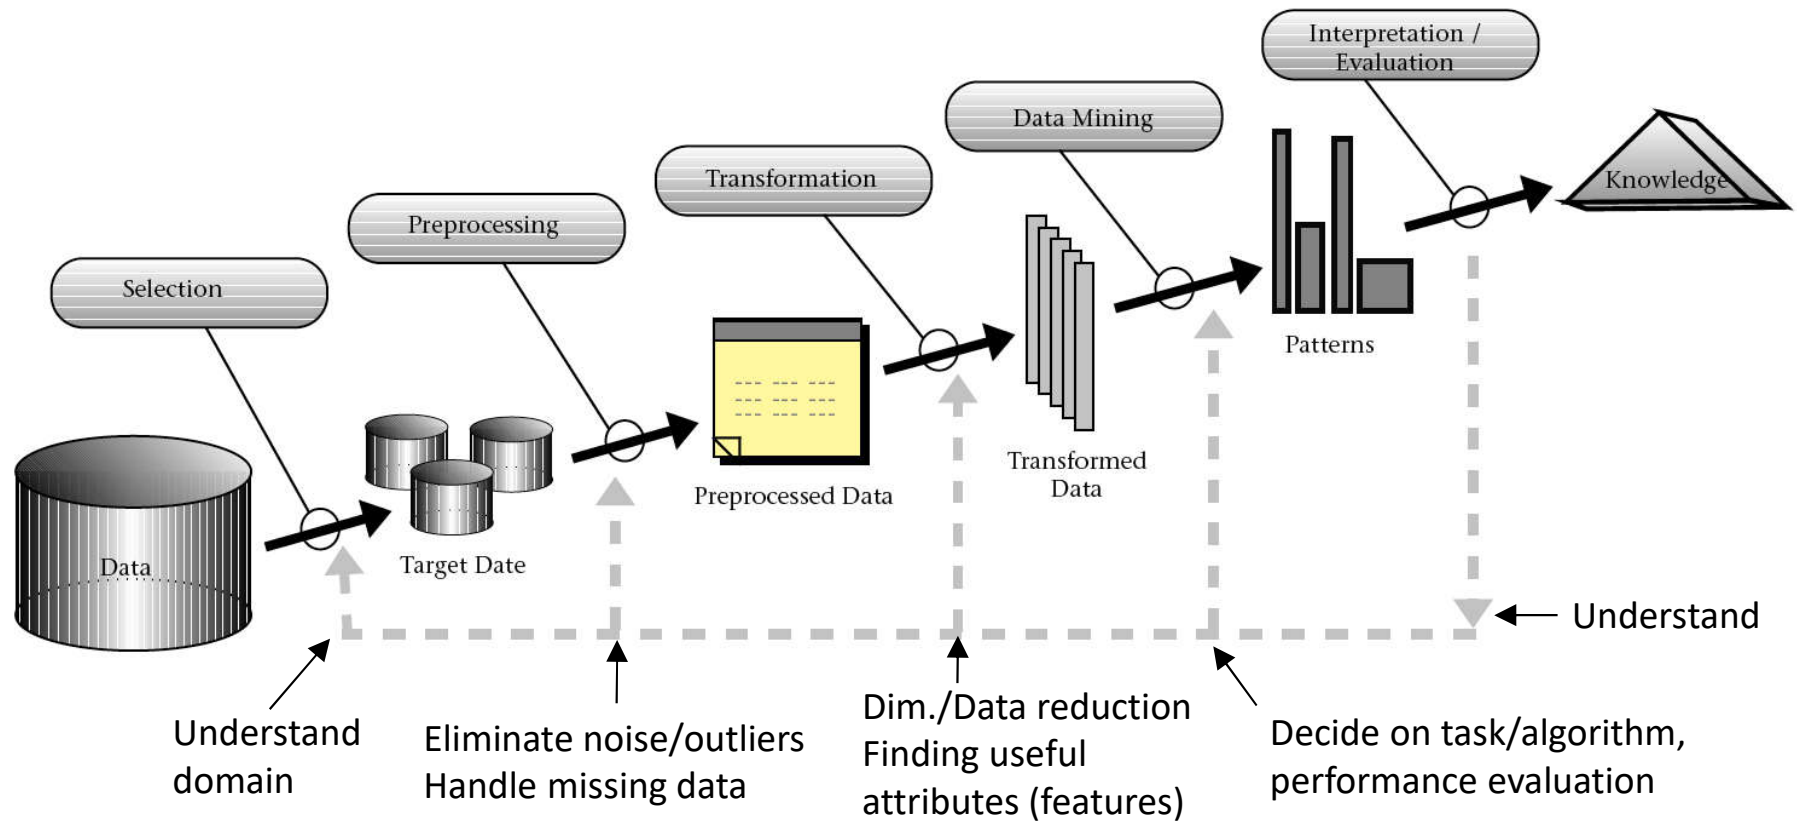 Interpretation /
Evaluation
Data Mining
Transformation
Preprocessing
Selection
Knowledge
Patterns
Transformed
Data
Preprocessed Data
Target Date
Data
Understand
Understand
domain
Eliminate noise/outliers
Handle missing data
Dim./Data reduction
Finding useful
attributes (features)
Decide on task/algorithm,
performance evaluation